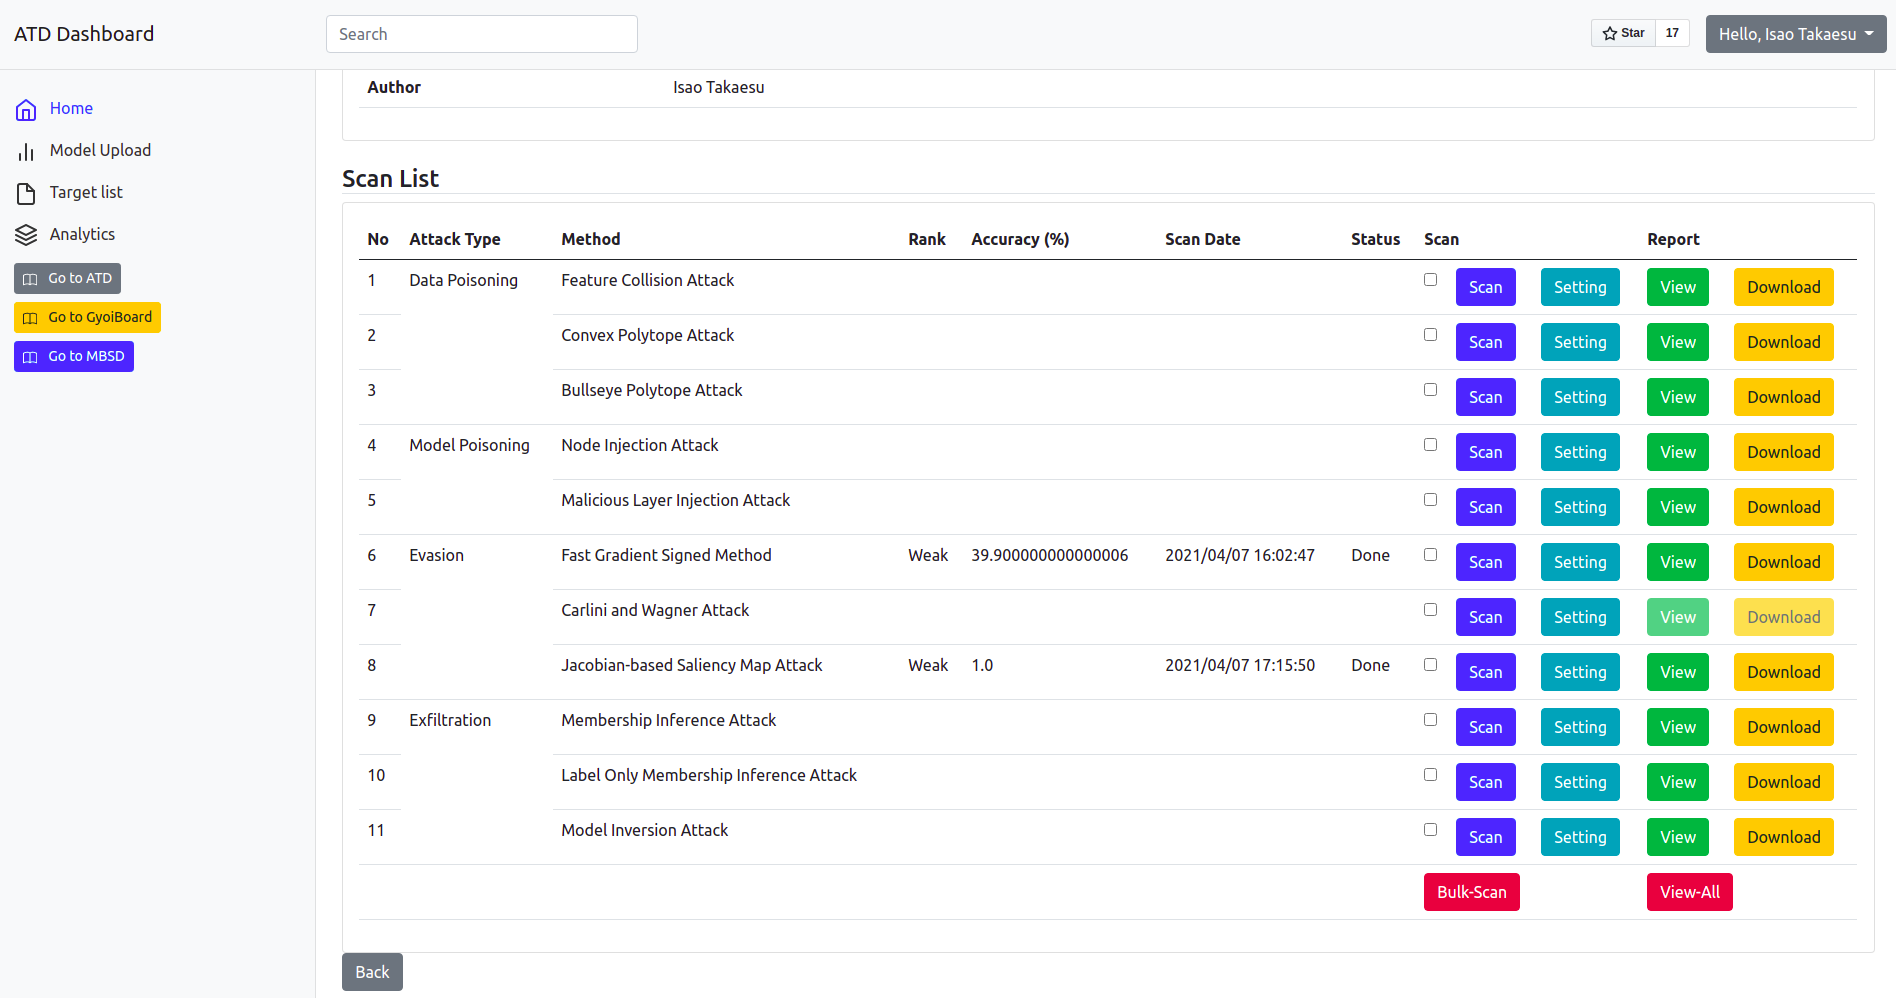 ATD Dashboard
Search
Star 17
Hello, Isao Takaesu
Home
Model Upload
Target list
Analytics
Go to ATD
Go to GyoiBoard
Go to MBSD
Author Isao Takaesu
Scan List
No Attack Type Method Rank Accuracy (%) Scan Date Status Scan Report
1 Data Poisoning Feature Collision Attack Scan Setting View Download
2 Convex Polytope Attack Scan Setting View Download
3 Bullseye Polytope Attack Scan Setting View Download
4 Model Poisoning Node Injection Attack Scan Setting View Download
5 Malicious Layer Injection Attack Scan Setting View Download
6 Evasion Fast Gradient Signed Method Weak 39.900000000000006 2021/04/07 16:02:47 Done Scan Setting View Download
7 Carlini and Wagner Attack Scan Setting View Download
8 Jacobian-based Saliency Map Attack Weak 1.0 2021/04/07 17:15:50 Done Scan Setting View Download
9 Exfiltration Membership Inference Attack Scan Setting View Download
10 Label Only Membership Inference Attack Scan Setting View Download
11 Model Inversion Attack Scan Setting View Download
Bulk-Scan View-All
Back